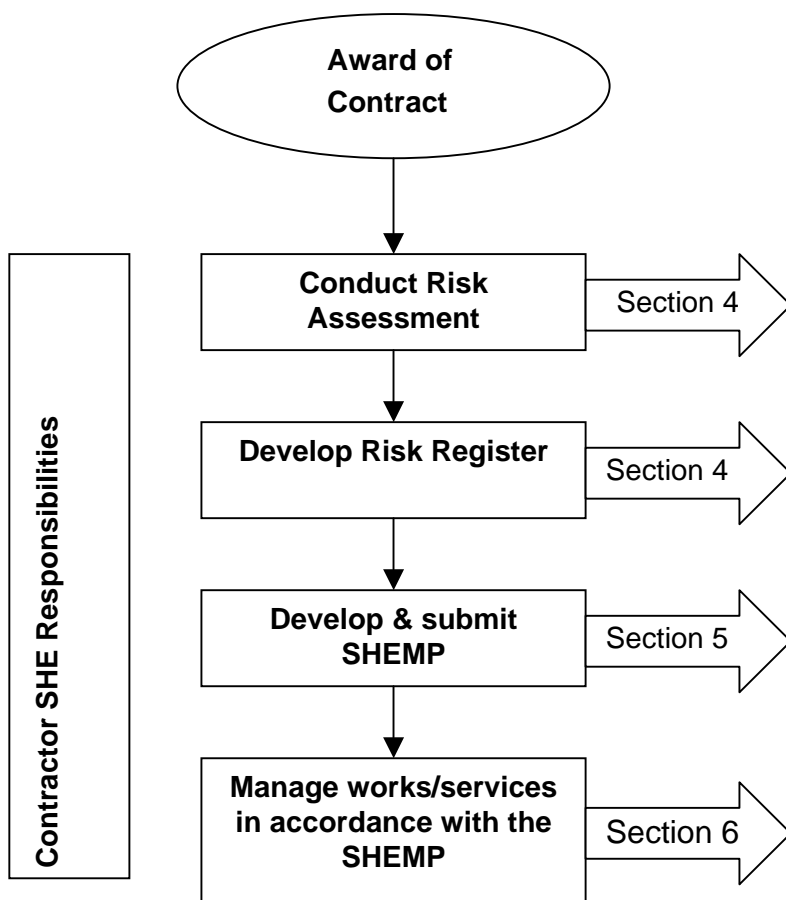 Award of
Contract
Conduct Risk
Assessment
Section 4
Develop Risk Register
Section 4
Develop & submit
SHEMP
Section 5
Manage works/services
in accordance with the
SHEMP
Section 6
Contractor SHE Responsibilities